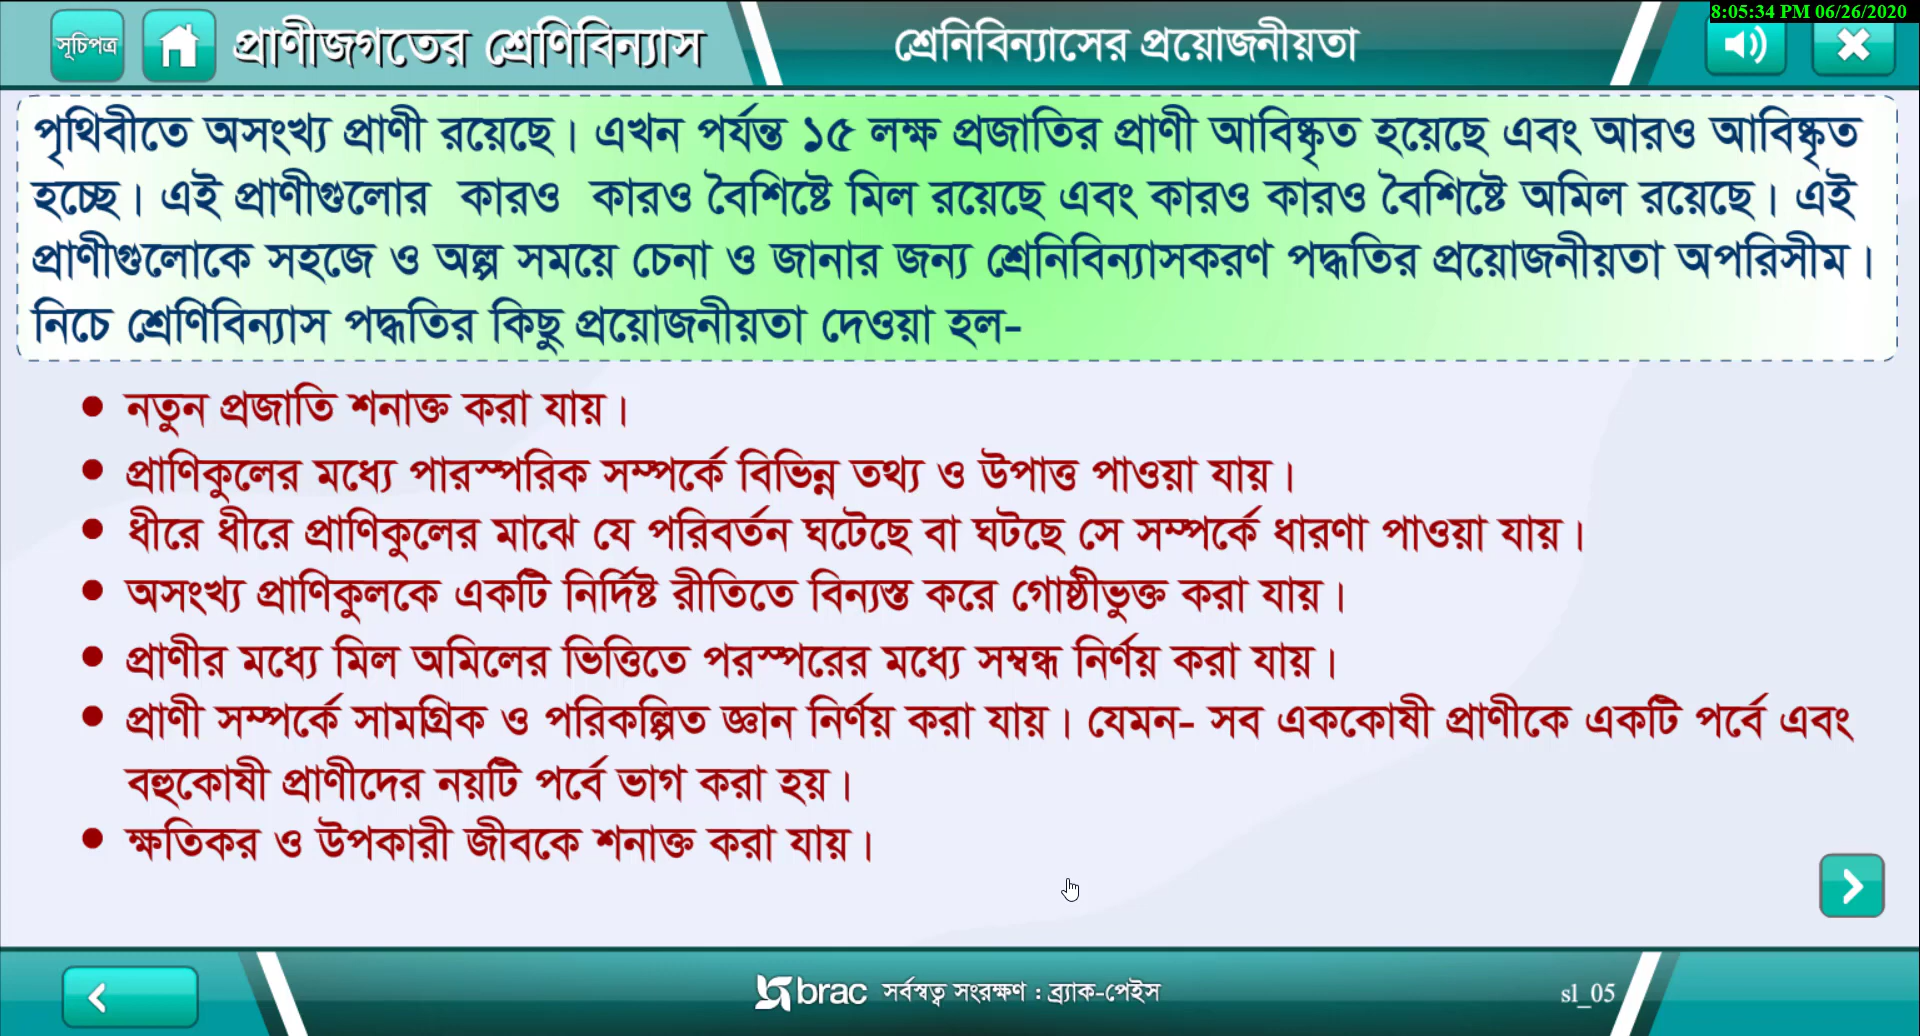 8:05:34 PM 06/26/2020
সূচিপত্র
প্রাণীজগতের শ্রেণিবিন্যাস
শ্রেনিবিন্যাসের প্রয়োজনীয়তা
পৃথিবীতে অসংখ্য প্রাণী রয়েছে। এখন পর্যন্ত ১৫ লক্ষ প্রজাতির প্রাণী আবিষ্কৃত হয়েছে এবং আরও আবিষ্কৃত
হচ্ছে। এই প্রাণীগুলোর কারও কারও বৈশিষ্টে মিল রয়েছে এবং কারও কারও বৈশিষ্টে অমিল রয়েছে। এই
প্রাণীগুলোকে সহজে ও অল্প সময়ে চেনা ও জানার জন্য শ্রেনিবিন্যাসকরণ পদ্ধতির প্রয়োজনীয়তা অপরিসীম।
নিচে শ্রেণিবিন্যাস পদ্ধতির কিছু প্রয়োজনীয়তা দেওয়া হল-
• নতুন প্রজাতি শনাক্ত করা যায়।
• প্রাণিকুলের মধ্যে পারস্পরিক সম্পর্কে বিভিন্ন তথ্য ও উপাত্ত পাওয়া যায়।
• ধীরে ধীরে প্রাণিকুলের মাঝে যে পরিবর্তন ঘটেছে বা ঘটছে সে সম্পর্কে ধারণা পাওয়া যায়।
• অসংখ্য প্রাণিকুলকে একটি নির্দিষ্ট রীতিতে বিন্যস্ত করে গোষ্ঠীভুক্ত করা যায়।
• প্রাণীর মধ্যে মিল অমিলের ভিত্তিতে পরস্পরের মধ্যে সম্বন্ধ নির্ণয় করা যায়।
• প্রাণী সম্পর্কে সামগ্রিক ও পরিকল্পিত জ্ঞান নির্ণয় করা যায়। যেমন- সব এককোষী প্রাণীকে একটি পর্বে এবং
বহুকোষী প্রাণীদের নয়টি পর্বে ভাগ করা হয়।
• ক্ষতিকর ও উপকারী জীবকে শনাক্ত করা যায়।
brac সর্বস্বত্ব সংরক্ষণ : ব্র্যাক-পেইস
sl_05